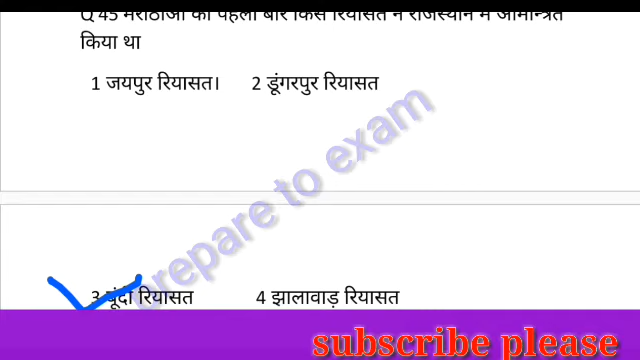 Q 45 मराठाओ को पहली बार किस रियासत ने राजस्थान में आमन्त्रित
किया था
1 जयपुर रियासत। 2 डूंगरपुर रियासत
prepare to exam
3 बूंदी रियासत 4 झालावाड़ रियासत
subscribe please